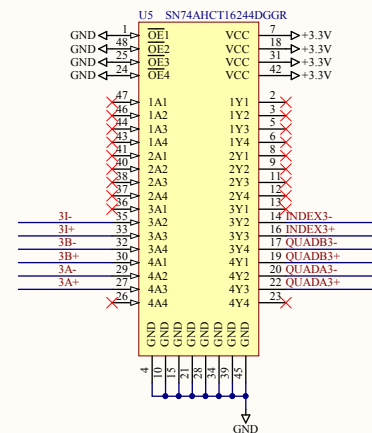 U5 SN74AHCT16244DGGR
GND 1 OE1 VCC 7 +3.3V
GND 48 OE2 VCC 18 +3.3V
GND 25 OE3 VCC 31 +3.3V
GND 24 OE4 VCC 42 +3.3V
47 1A1 1Y1 2
46 1A2 1Y2 3
44 1A3 1Y3 5
43 1A4 1Y4 6
41 2A1 2Y1 8
40 2A2 2Y2 9
38 2A3 2Y3 11
37 2A4 2Y4 12
36 3A1 3Y1 13
3I- 35 3A2 3Y2 14 INDEX3-
3I+ 33 3A3 3Y3 16 INDEX3+
3B- 32 3A4 3Y4 17 QUADB3-
3B+ 30 4A1 4Y1 19 QUADB3+
3A- 29 4A2 4Y2 20 QUADA3-
3A+ 27 4A3 4Y3 22 QUADA3+
26 4A4 4Y4 23
GND GND GND GND GND GND GND GND
4 10 15 21 28 34 39 45
GND